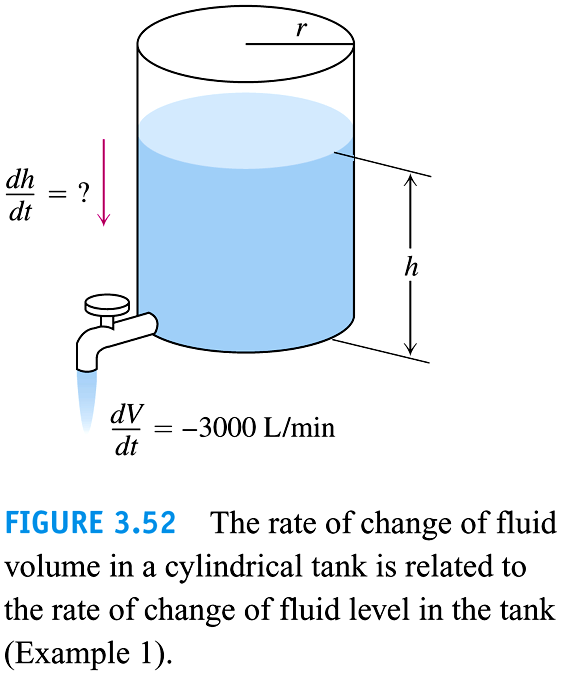 r
dh/dt = ?
h
dV/dt = −3000 L/min
FIGURE 3.52 The rate of change of fluid
volume in a cylindrical tank is related to
the rate of change of fluid level in the tank
(Example 1).